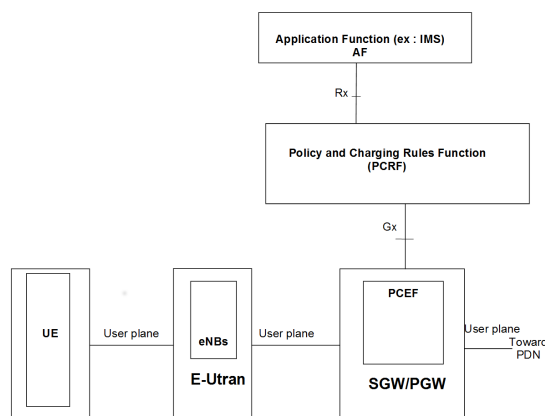 Application Function (ex : IMS)
AF
Rx
Policy and Charging Rules Function
(PCRF)
Gx
PCEF
UE
User plane
eNBs
User plane
User plane
Toward
PDN
E-Utran
SGW/PGW